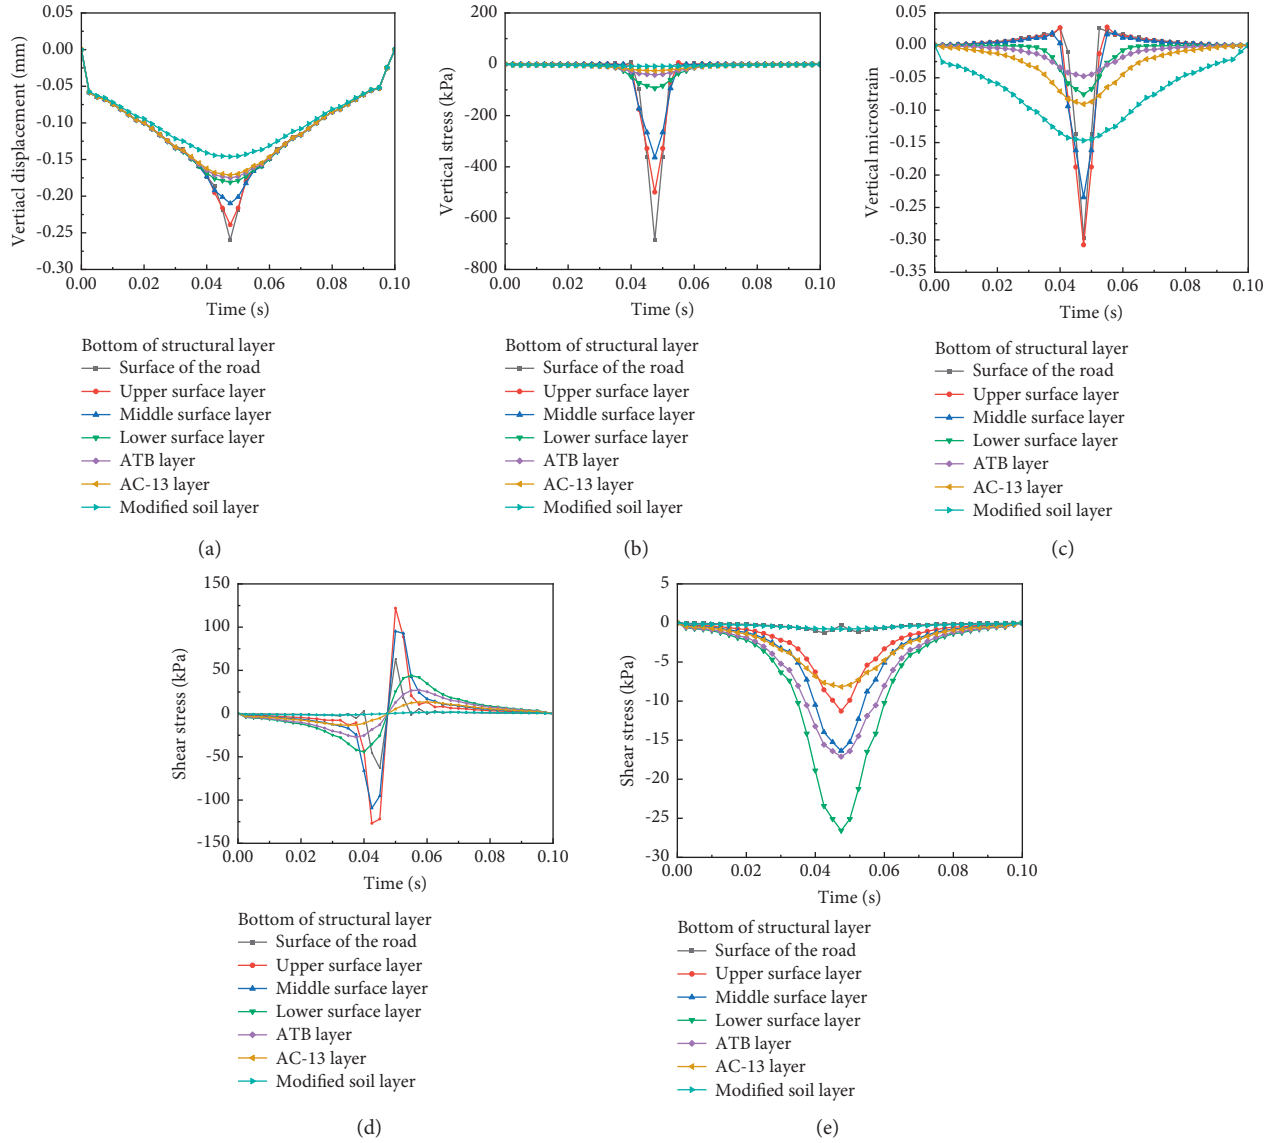 0.05
0.00
-0.05
-0.10
-0.15
-0.20
-0.25
-0.30
Vertiacl displacement (mm)
0.00 0.02 0.04 0.06 0.08 0.10
Time (s)
Bottom of structural layer
Surface of the road
Upper surface layer
Middle surface layer
Lower surface layer
ATB layer
AC-13 layer
Modified soil layer
(a)
200
0
-200
-400
-600
-800
Vertical stress (kPa)
0.00 0.02 0.04 0.06 0.08 0.10
Time (s)
Bottom of structural layer
Surface of the road
Upper surface layer
Middle surface layer
Lower surface layer
ATB layer
AC-13 layer
Modified soil layer
(b)
0.05
0.00
-0.05
-0.10
-0.15
-0.20
-0.25
-0.30
-0.35
Vertical microstrain
0.00 0.02 0.04 0.06 0.08 0.10
Time (s)
Bottom of structural layer
Surface of the road
Upper surface layer
Middle surface layer
Lower surface layer
ATB layer
AC-13 layer
Modified soil layer
(c)
150
100
50
0
-50
-100
-150
Shear stress (kPa)
0.00 0.02 0.04 0.06 0.08 0.10
Time (s)
Bottom of structural layer
Surface of the road
Upper surface layer
Middle surface layer
Lower surface layer
ATB layer
AC-13 layer
Modified soil layer
(d)
5
0
-5
-10
-15
-20
-25
-30
Shear stress (kPa)
0.00 0.02 0.04 0.06 0.08 0.10
Time (s)
Bottom of structural layer
Surface of the road
Upper surface layer
Middle surface layer
Lower surface layer
ATB layer
AC-13 layer
Modified soil layer
(e)